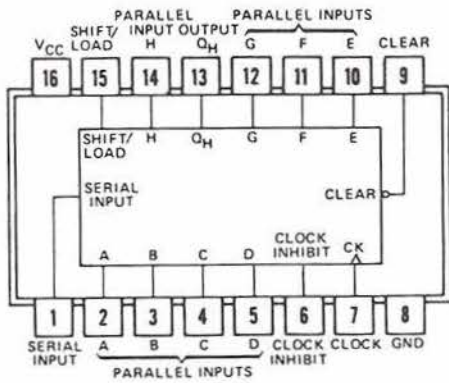 PARALLEL PARALLEL INPUTS
SHIFT/ INPUT OUTPUT
VCC LOAD H QH G F E CLEAR
16 15 14 13 12 11 10 9
SHIFT/ H QH G F E
LOAD
SERIAL
INPUT
CLEAR
CLOCK
INHIBIT CK
A B C D
1 2 3 4 5 6 7 8
SERIAL A B C D CLOCK CLOCK GND
INPUT INHIBIT
PARALLEL INPUTS